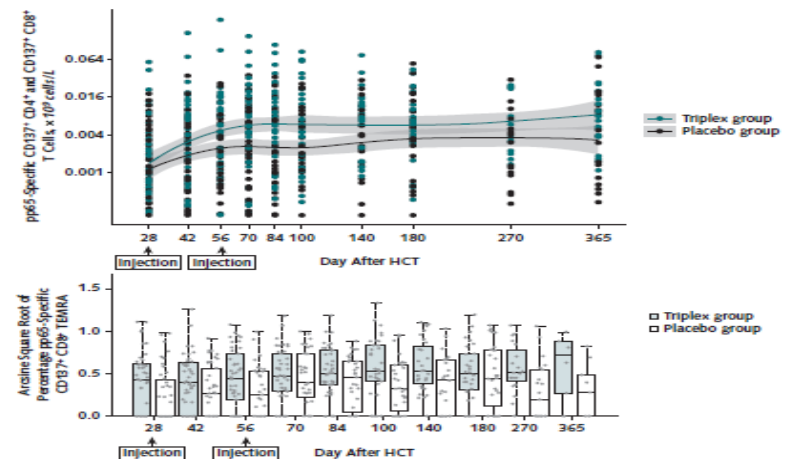 pp65-Specific CD137⁺ CD4⁺ and CD137⁺ CD8⁺
T Cells, × 10⁹ cells/L
0.064
0.016
0.004
0.001
28 42 56 70 84 100 140 180 270 365
Injection Injection
Day After HCT
Triplex group
Placebo group
Arcsine Square Root of
Percentage pp65-Specific
CD137⁺ CD8 TEMRA
1.5
1.0
0.5
0.0
28 42 56 70 84 100 140 180 270 365
Injection Injection
Day After HCT
Triplex group
Placebo group